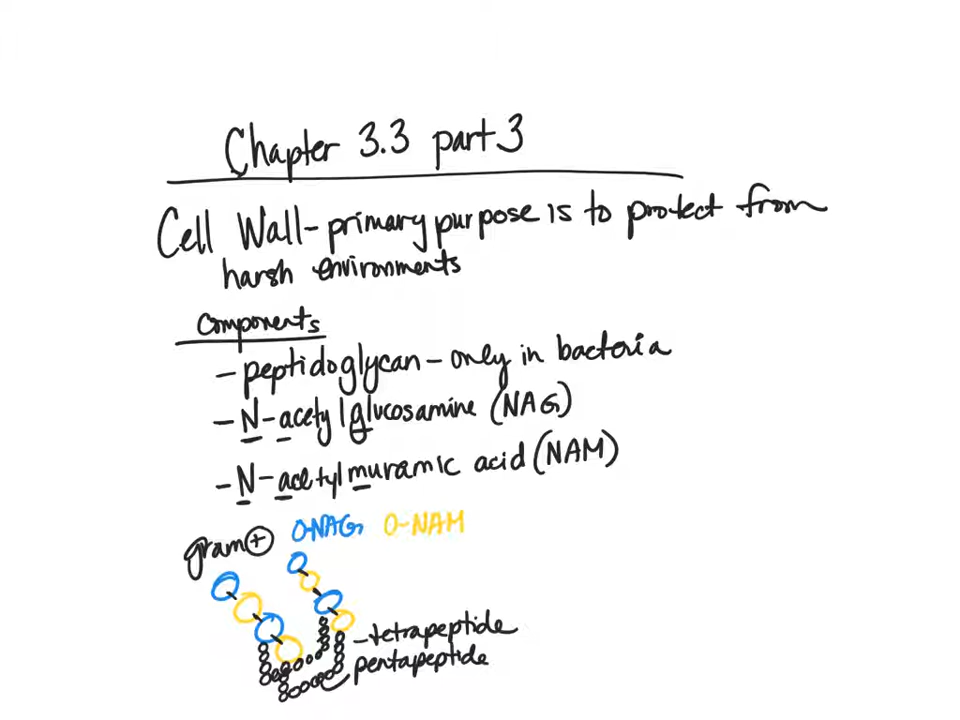 Chapter 3.3 part 3
Cell Wall - primary purpose is to protect from
harsh environments
Components
- peptidoglycan - only in bacteria
- N-acetylglucosamine (NAG)
- N-acetylmuramic acid (NAM)
gram + O-NAG O-NAM
- tetrapeptide
pentapeptide